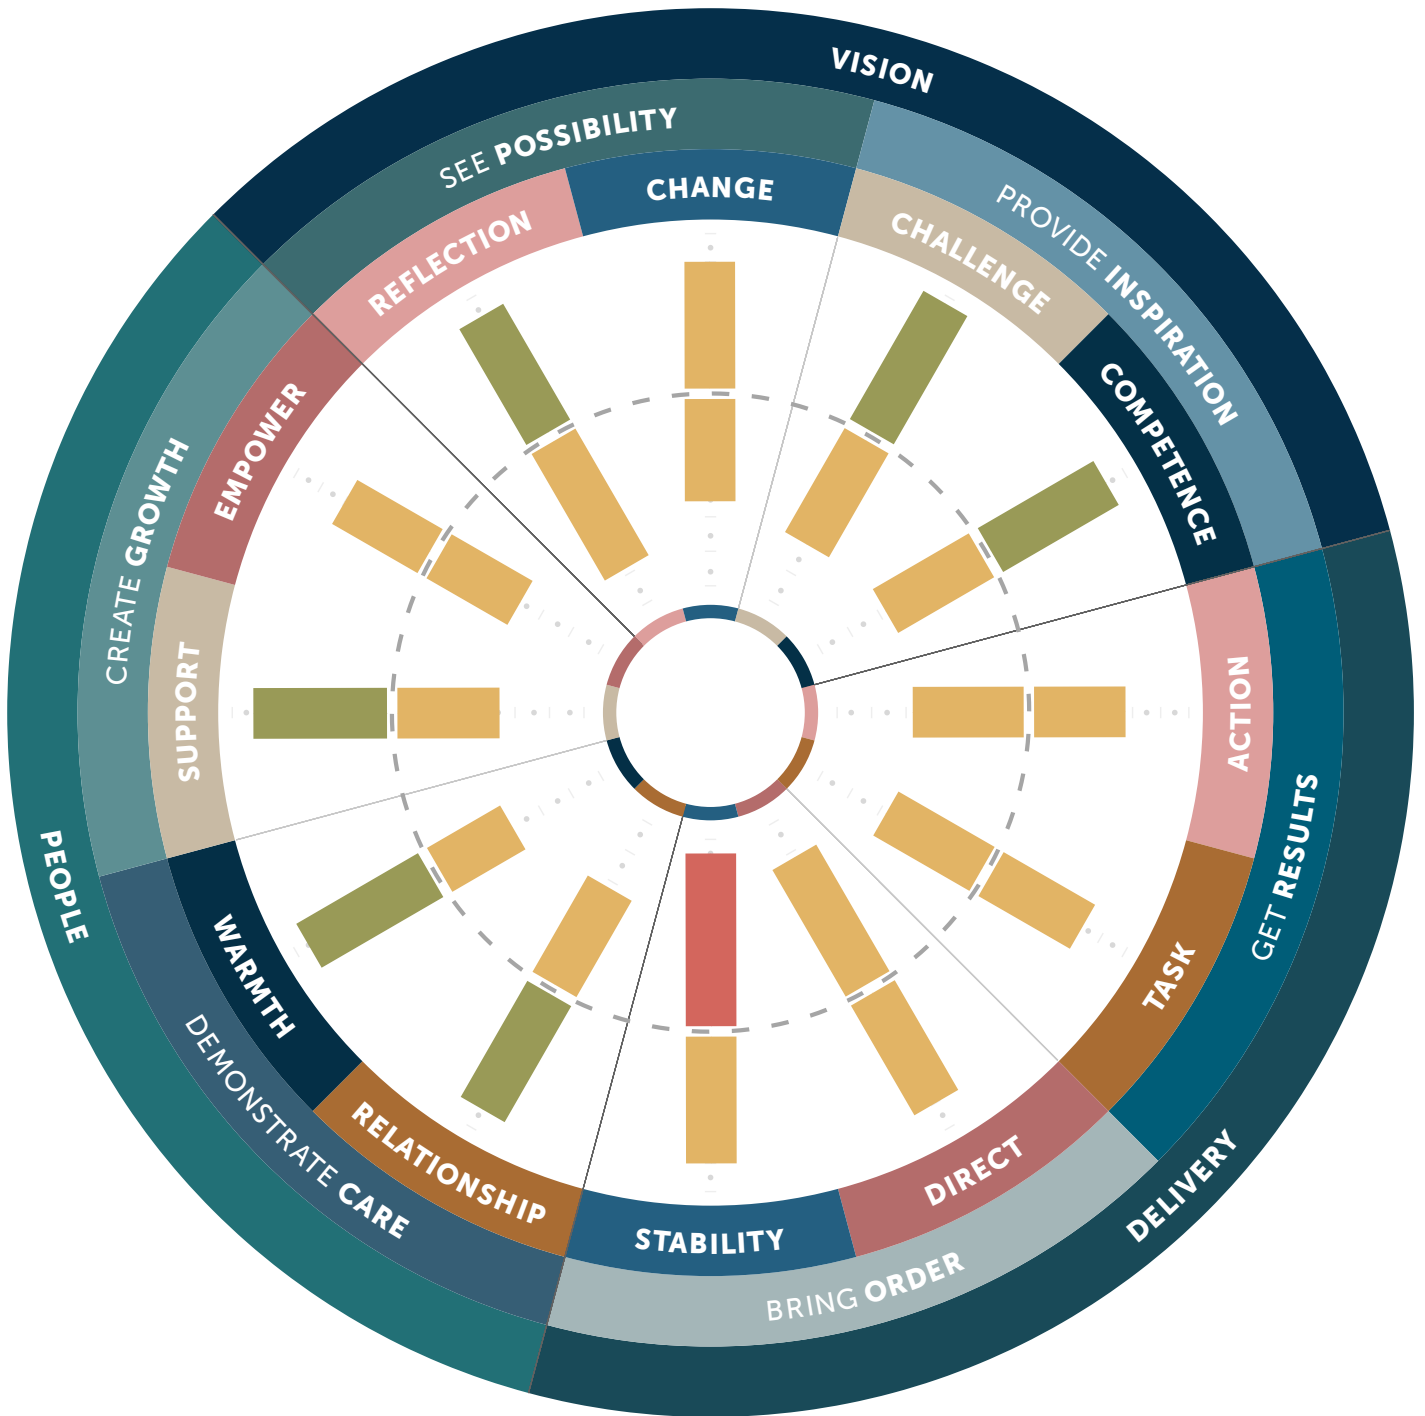 VISION
SEE POSSIBILITY
PROVIDE INSPIRATION
REFLECTION
CHANGE
CHALLENGE
COMPETENCE
DELIVERY
GET RESULTS
BRING ORDER
ACTION
TASK
DIRECT
STABILITY
PEOPLE
DEMONSTRATE CARE
CREATE GROWTH
RELATIONSHIP
WARMTH
SUPPORT
EMPOWER